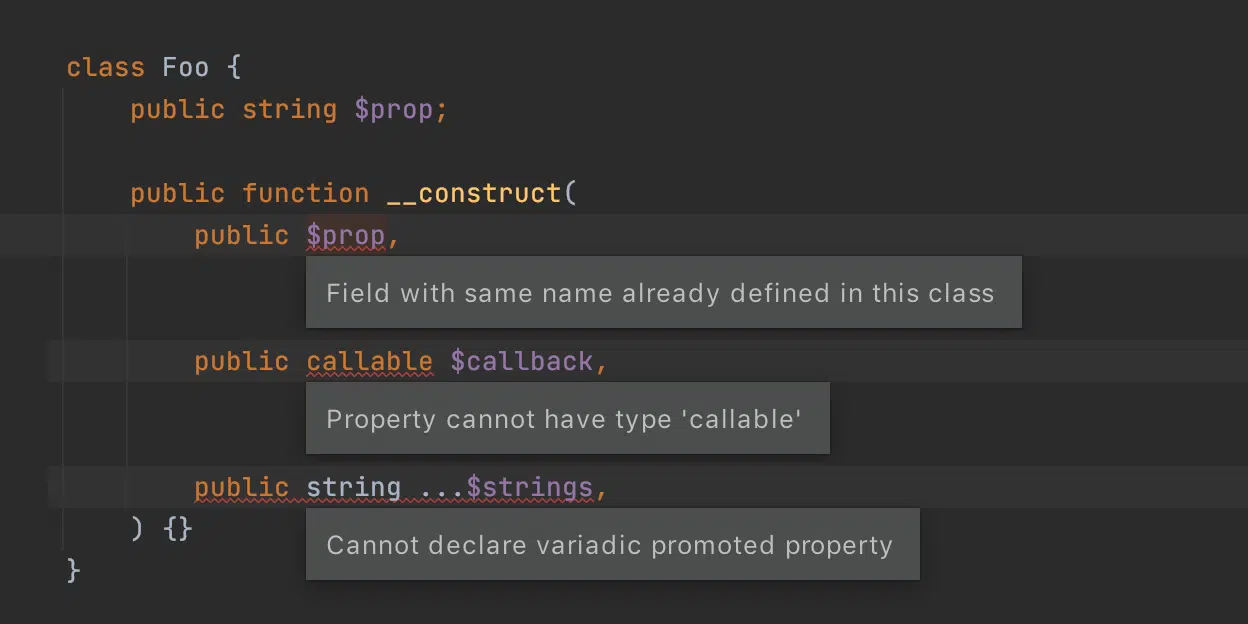 class Foo {
public string $prop;
public function __construct(
public $prop,
Field with same name already defined in this class
public callable $callback,
Property cannot have type 'callable'
public string ...$strings,
Cannot declare variadic promoted property
) {}
}